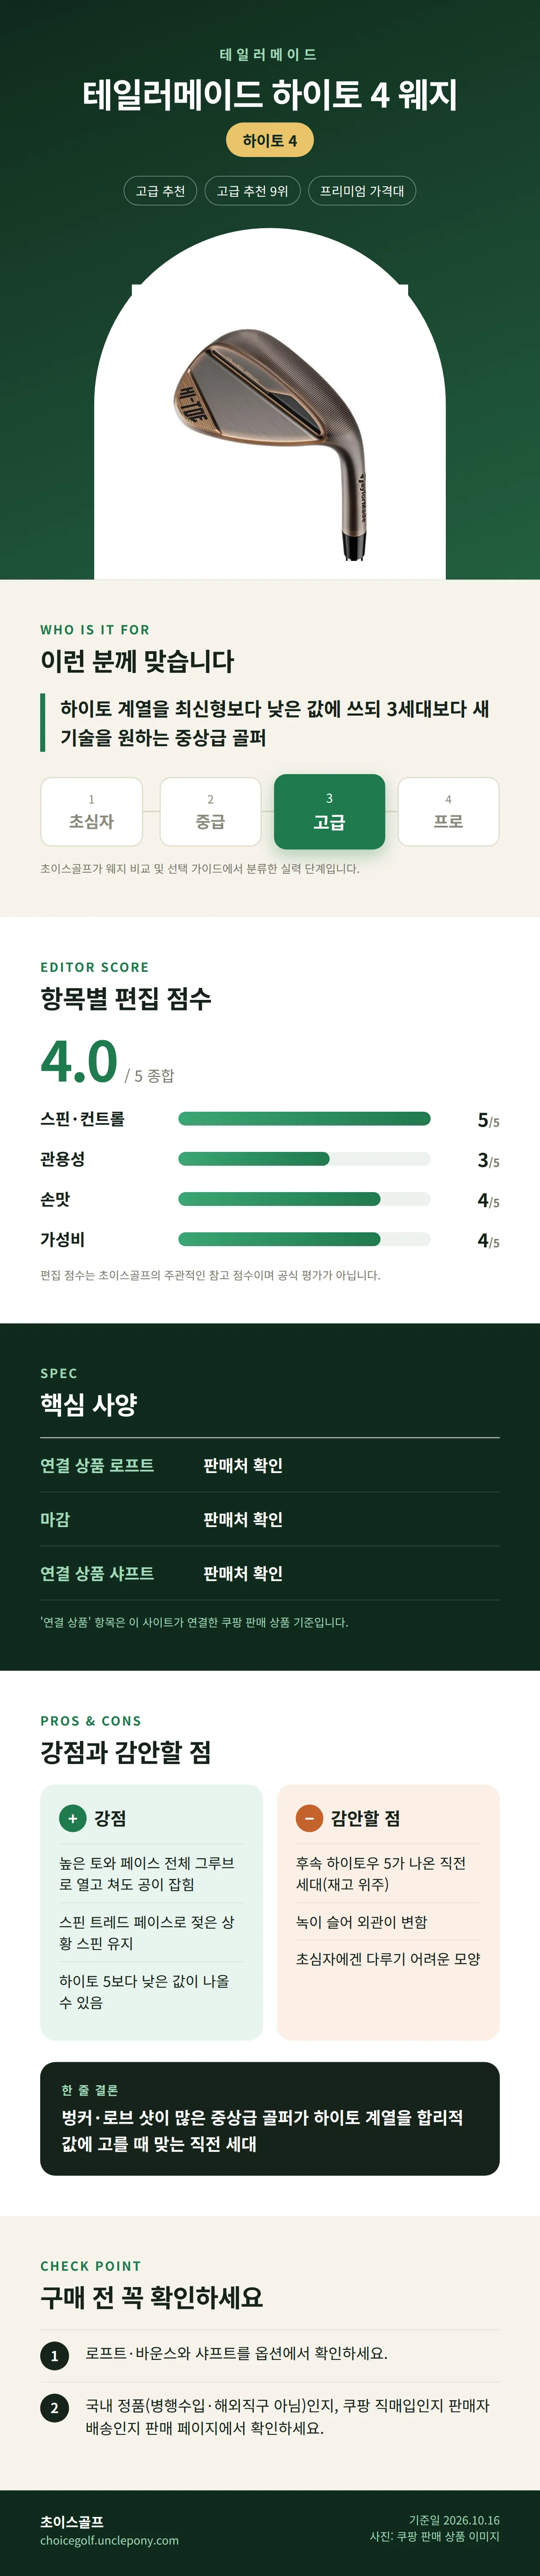 테일러메이드
테일러메이드 하이토 4 웨지
하이토 4
고급 추천
고급 추천 9위
프리미엄 가격대
HI-TOE
TaylorMade
WHO IS IT FOR
이런 분께 맞습니다
하이토 계열을 최신형보다 낮은 값에 쓰되 3세대보다 새
기술을 원하는 중상급 골퍼
1
초심자
2
중급
3
고급
4
프로
초이스골프가 웨지 비교 및 선택 가이드에서 분류한 실력 단계입니다.
EDITOR SCORE
항목별 편집 점수
4.0 / 5 종합
스핀·컨트롤 5/5
관용성 3/5
손맛 4/5
가성비 4/5
편집 점수는 초이스골프의 주관적인 참고 점수이며 공식 평가가 아닙니다.
SPEC
핵심 사양
연결 상품 로프트 판매처 확인
마감 판매처 확인
연결 상품 샤프트 판매처 확인
'연결 상품' 항목은 이 사이트가 연결한 쿠팡 판매 상품 기준입니다.
PROS & CONS
강점과 감안할 점
+ 강점
높은 토와 페이스 전체 그루브
로 열고 쳐도 공이 잡힘
스핀 트레드 페이스로 젖은 상
황 스핀 유지
하이토 5보다 낮은 값이 나올
수 있음
− 감안할 점
후속 하이토우 5가 나온 직전
세대(재고 위주)
녹이 슬어 외관이 변함
초심자에겐 다루기 어려운 모양
한 줄 결론
벙커·로브 샷이 많은 중상급 골퍼가 하이토 계열을 합리적
값에 고를 때 맞는 직전 세대
CHECK POINT
구매 전 꼭 확인하세요
1 로프트·바운스와 샤프트를 옵션에서 확인하세요.
2 국내 정품(병행수입·해외직구 아님)인지, 쿠팡 직매입인지 판매자
배송인지 판매 페이지에서 확인하세요.
초이스골프
choicegolf.unclepony.com
기준일 2026.10.16
사진: 쿠팡 판매 상품 이미지